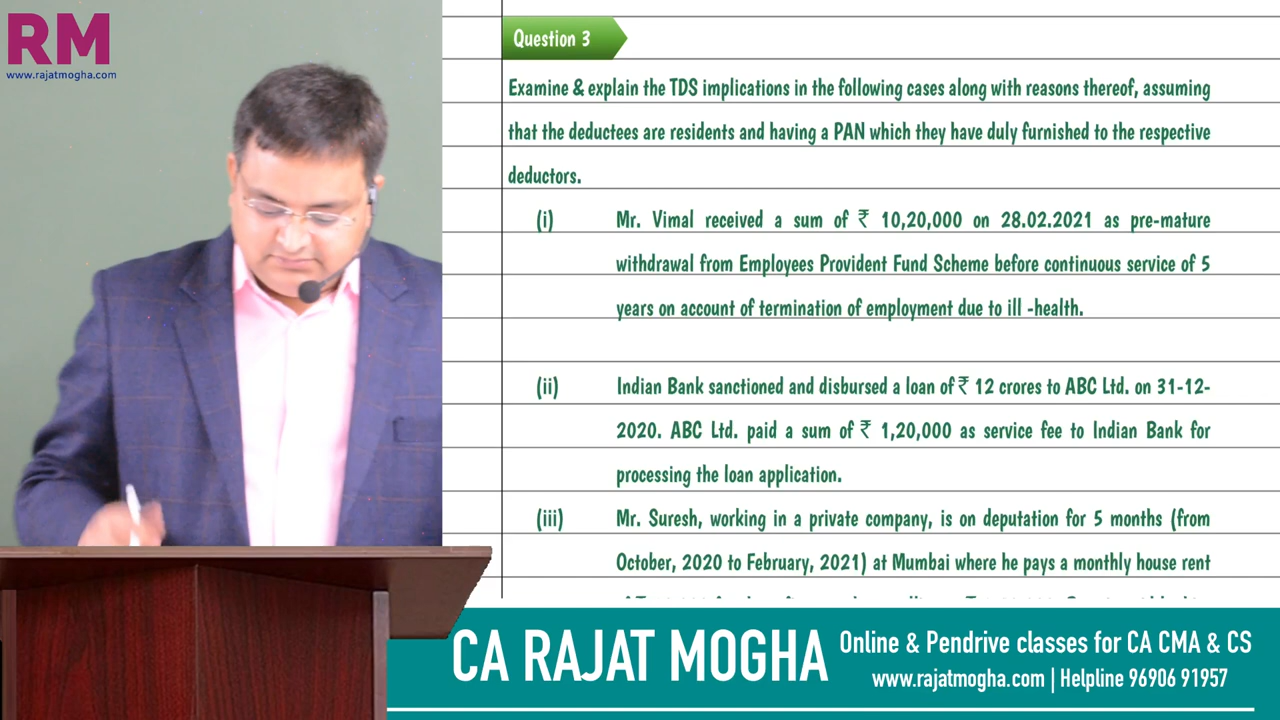 RM
www.rajatmogha.com
Question 3
Examine & explain the TDS implications in the following cases along with reasons thereof, assuming
that the deductees are residents and having a PAN which they have duly furnished to the respective
deductors.
(i) Mr. Vimal received a sum of ₹ 10,20,000 on 28.02.2021 as pre-mature
withdrawal from Employees Provident Fund Scheme before continuous service of 5
years on account of termination of employment due to ill -health.
(ii) Indian Bank sanctioned and disbursed a loan of ₹ 12 crores to ABC Ltd. on 31-12-
2020. ABC Ltd. paid a sum of ₹ 1,20,000 as service fee to Indian Bank for
processing the loan application.
(iii) Mr. Suresh, working in a private company, is on deputation for 5 months (from
October, 2020 to February, 2021) at Mumbai where he pays a monthly house rent
CA RAJAT MOGHA
Online & Pendrive classes for CA CMA & CS
www.rajatmogha.com | Helpline 96906 91957